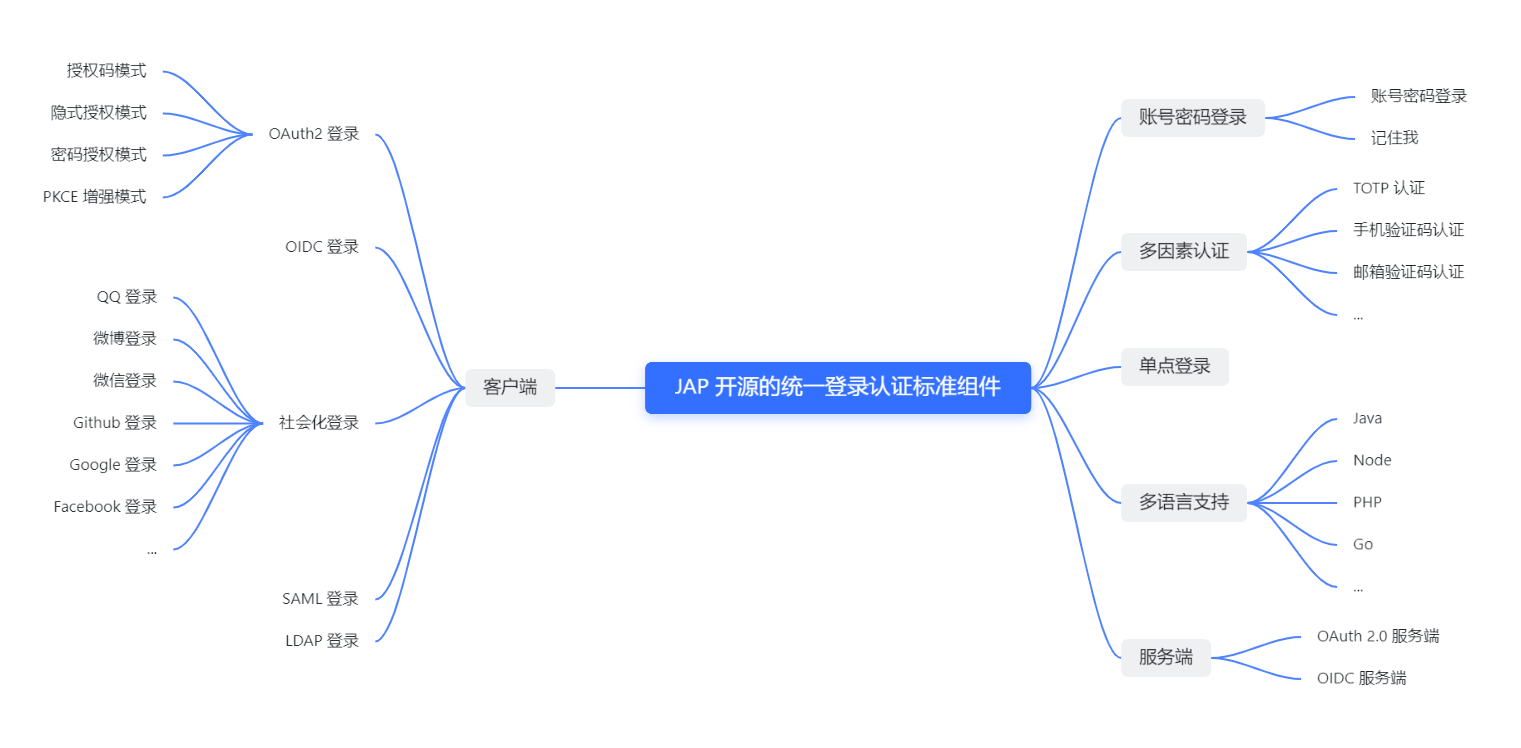 JAP 开源的统一登录认证标准组件
账号密码登录
账号密码登录
记住我
多因素认证
TOTP 认证
手机验证码认证
邮箱验证码认证
...
单点登录
多语言支持
Java
Node
PHP
Go
...
服务端
OAuth 2.0 服务端
OIDC 服务端
客户端
OAuth2 登录
授权码模式
隐式授权模式
密码授权模式
PKCE 增强模式
OIDC 登录
社会化登录
QQ 登录
微博登录
微信登录
Github 登录
Google 登录
Facebook 登录
...
SAML 登录
LDAP 登录